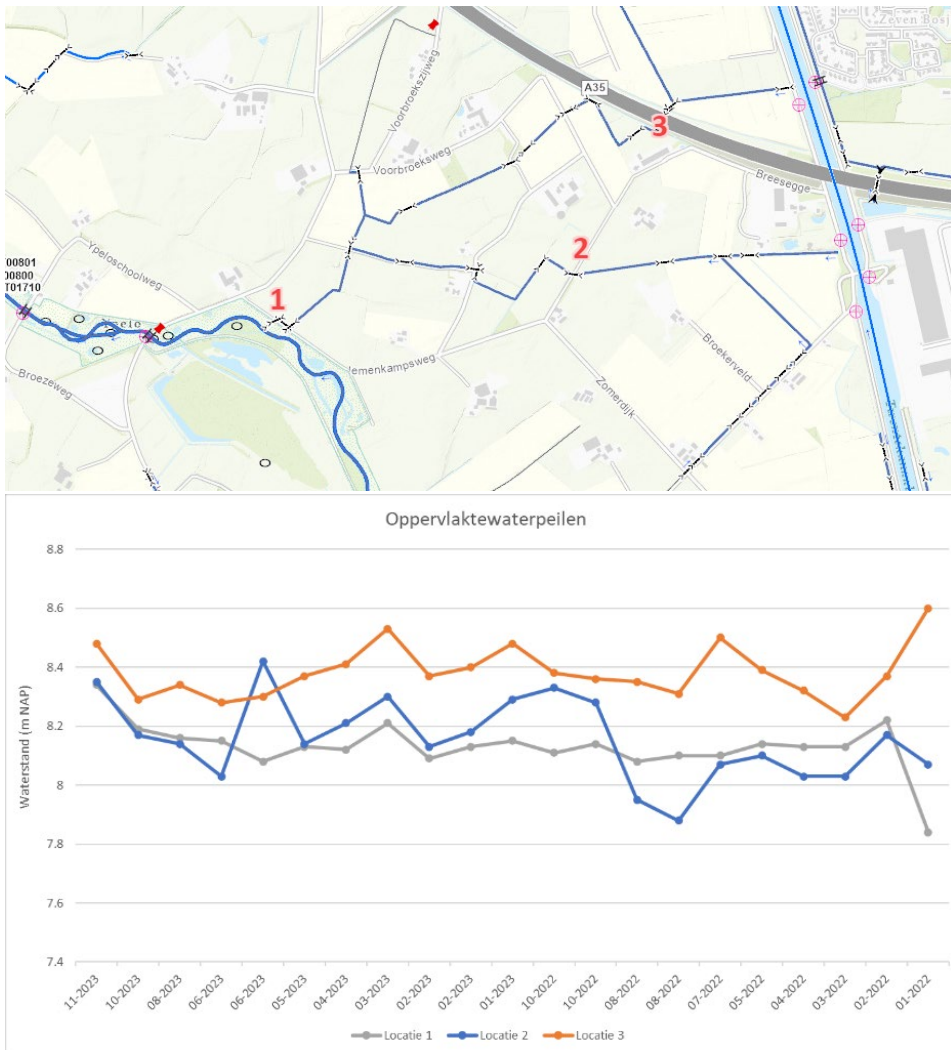 Zeven Bos
A35
Voorbroekszijweg
3
Voorbroeksweg
Breesegge
Ypeloschoolweg
2
00801
00800
T01710
1
Ypelo
Jemenkampsweg
Broezeweg
Zomerdijk
Broekerveld
Oppervlaktewaterpeilen
8.8
8.6
8.4
8.2
8
7.8
7.6
7.4
Waterstand (m NAP)
11-2023 10-2023 08-2023 06-2023 06-2023 05-2023 04-2023 03-2023 02-2023 02-2023 01-2023 10-2022 10-2022 08-2022 08-2022 07-2022 05-2022 04-2022 03-2022 02-2022 01-2022
Locatie 1 Locatie 2 Locatie 3